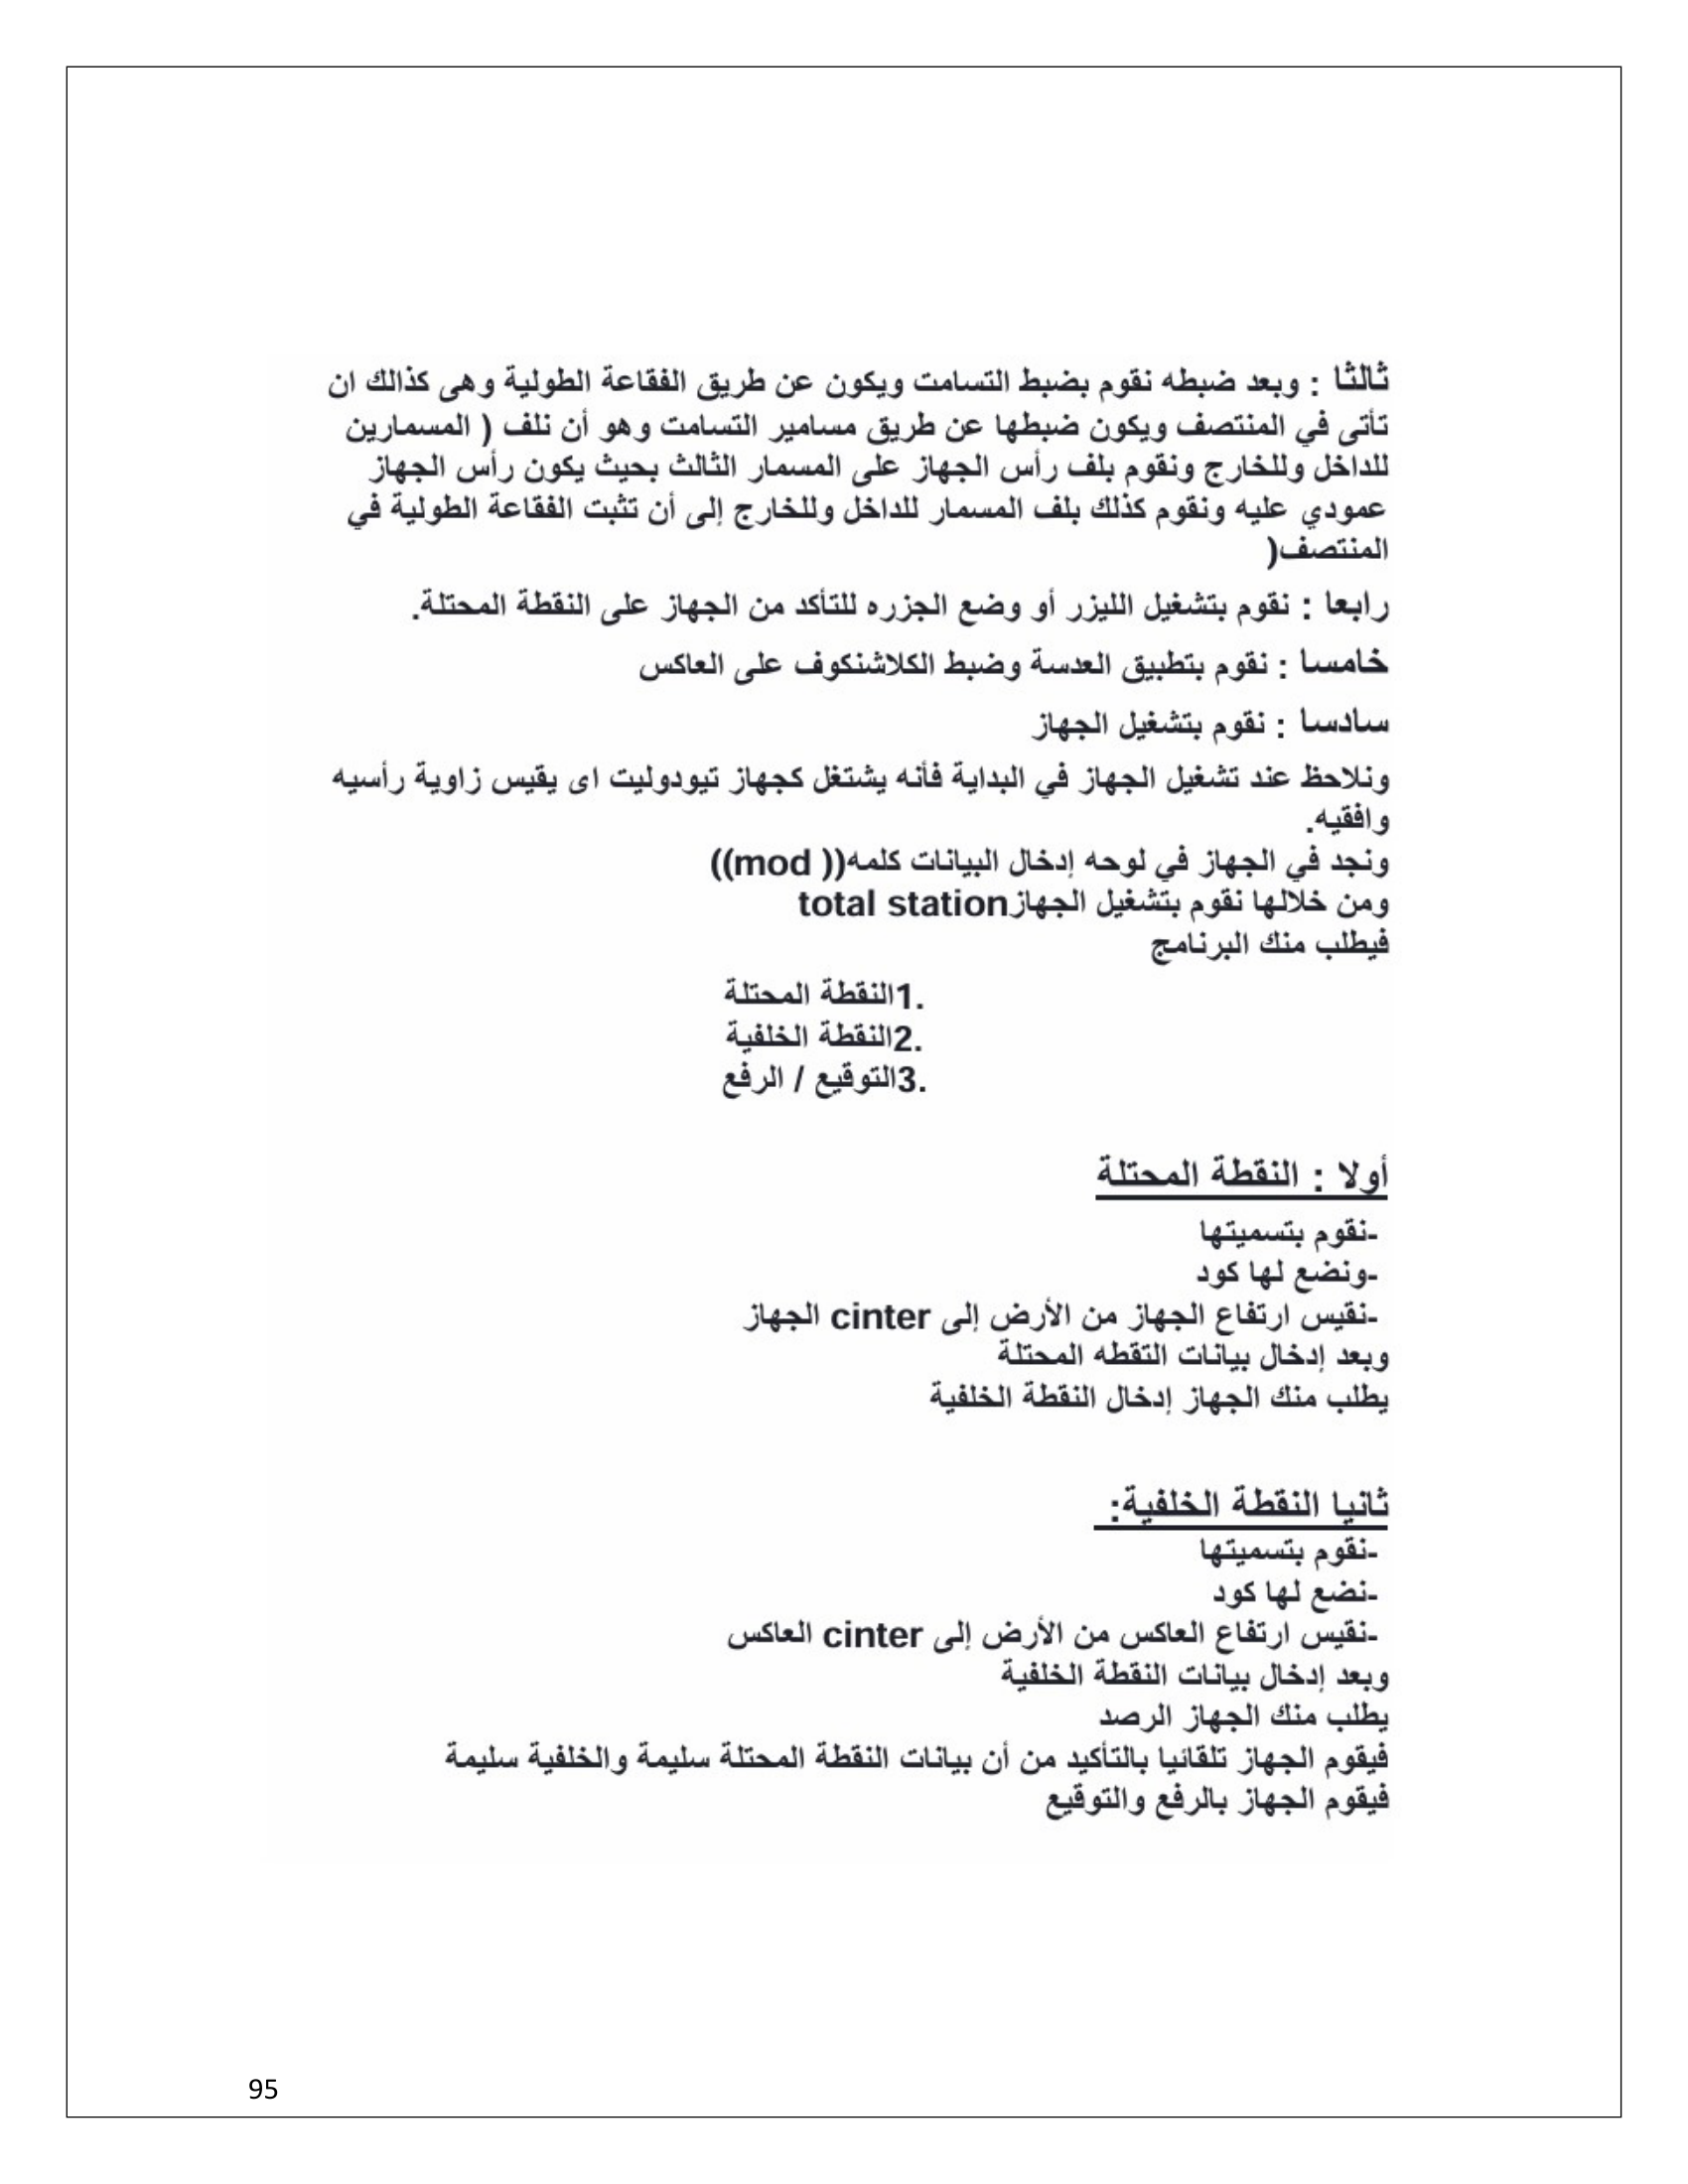 ثالثا : وبعد ضبطه نقوم بضبط التسامت ويكون عن طريق الفقاعة الطولية وهى كذالك ان
تأتى في المنتصف ويكون ضبطها عن طريق مسامير التسامت وهو أن نلف ( المسمارين
للداخل وللخارج ونقوم بلف رأس الجهاز على المسمار الثالث بحيث يكون رأس الجهاز
عمودي عليه ونقوم كذلك بلف المسمار للداخل وللخارج إلى أن تثبت الفقاعة الطولية في
المنتصف(
رابعا : نقوم بتشغيل الليزر أو وضع الجزره للتأكد من الجهاز على النقطة المحتلة.
خامسا : نقوم بتطبيق العدسة وضبط الكلاشنكوف على العاكس
سادسا : نقوم بتشغيل الجهاز
ونلاحظ عند تشغيل الجهاز في البداية فأنه يشتغل كجهاز تيودوليت اى يقيس زاوية رأسيه
وافقيه.
ونجد في الجهاز في لوحه إدخال البيانات كلمه(( mod))
ومن خلالها نقوم بتشغيل الجهازtotal station
فيطلب منك البرنامج
.1النقطة المحتلة
.2النقطة الخلفية
.3التوقيع / الرفع
أولا : النقطة المحتلة
-نقوم بتسميتها
-ونضع لها كود
-نقيس ارتفاع الجهاز من الأرض إلى cinter الجهاز
وبعد إدخال بيانات التقطه المحتلة
يطلب منك الجهاز إدخال النقطة الخلفية
ثانيا النقطة الخلفية:
-نقوم بتسميتها
-نضع لها كود
-نقيس ارتفاع العاكس من الأرض إلى cinter العاكس
وبعد إدخال بيانات النقطة الخلفية
يطلب منك الجهاز الرصد
فيقوم الجهاز تلقائيا بالتأكيد من أن بيانات النقطة المحتلة سليمة والخلفية سليمة
فيقوم الجهاز بالرفع والتوقيع
95